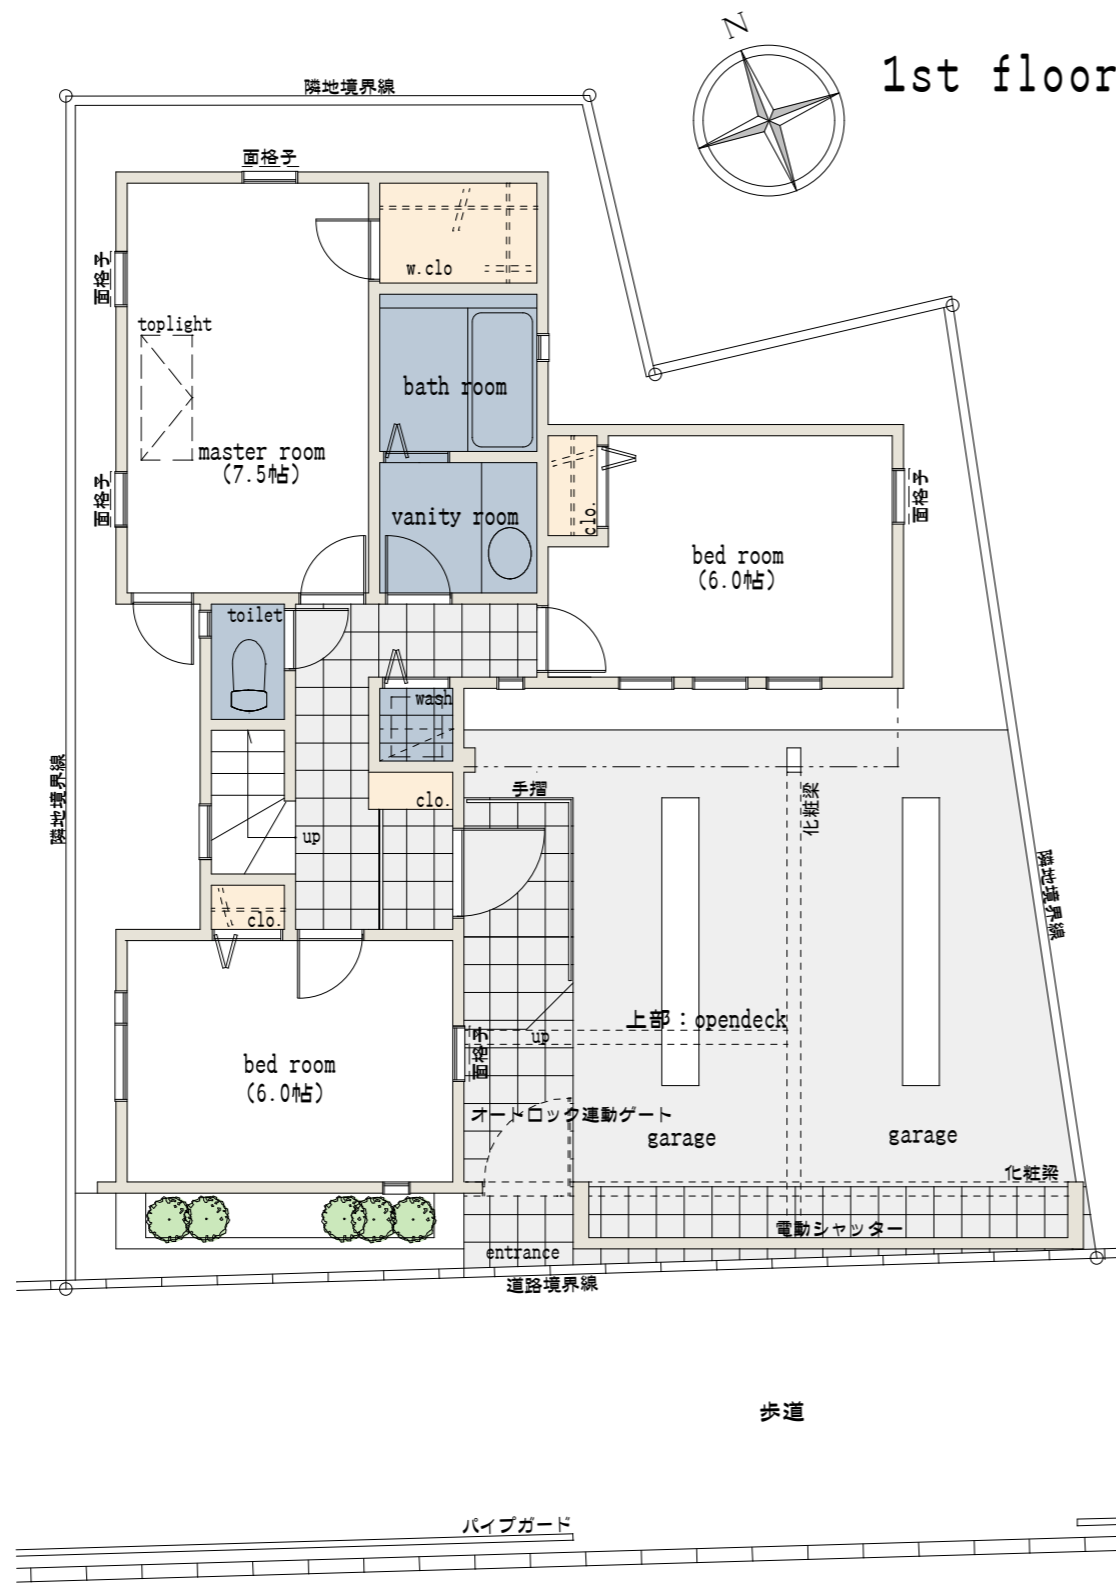 N
1st floor
隣地境界線
面格子
面格子
w.clo
toplight
bath room
master room
(7.5帖)
面格子
面格子
clo.
vanity room
bed room
(6.0帖)
toilet
wash
隣地境界線
手摺
化粧梁
clo.
up
隣地境界線
clo.
上部：opendeck
up
面格子
bed room
(6.0帖)
オートロック連動ゲート
garage
garage
化粧梁
電動シャッター
entrance
道路境界線
歩道
パイプガード